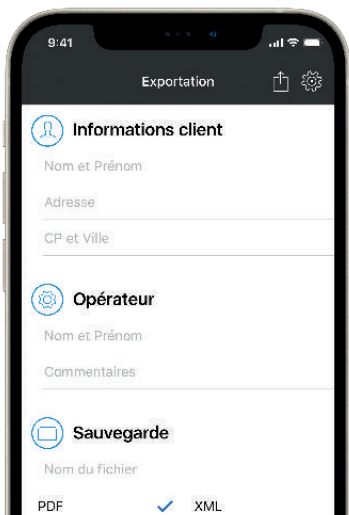 9:41
Exportation
Informations client
Nom et Prénom
Adresse
CP et Ville
Opérateur
Nom et Prénom
Commentaires
Sauvegarde
Nom du fichier
PDF XML